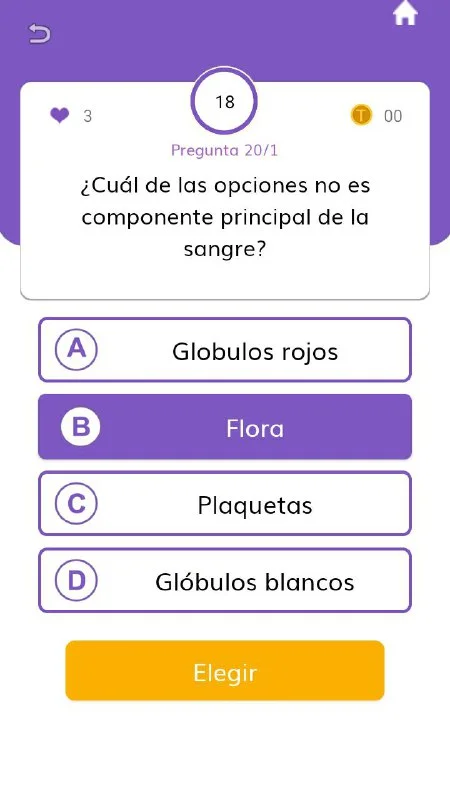 3
18
T 00
Pregunta 20/1
¿Cuál de las opciones no es
componente principal de la
sangre?
A Globulos rojos
B Flora
C Plaquetas
D Glóbulos blancos
Elegir